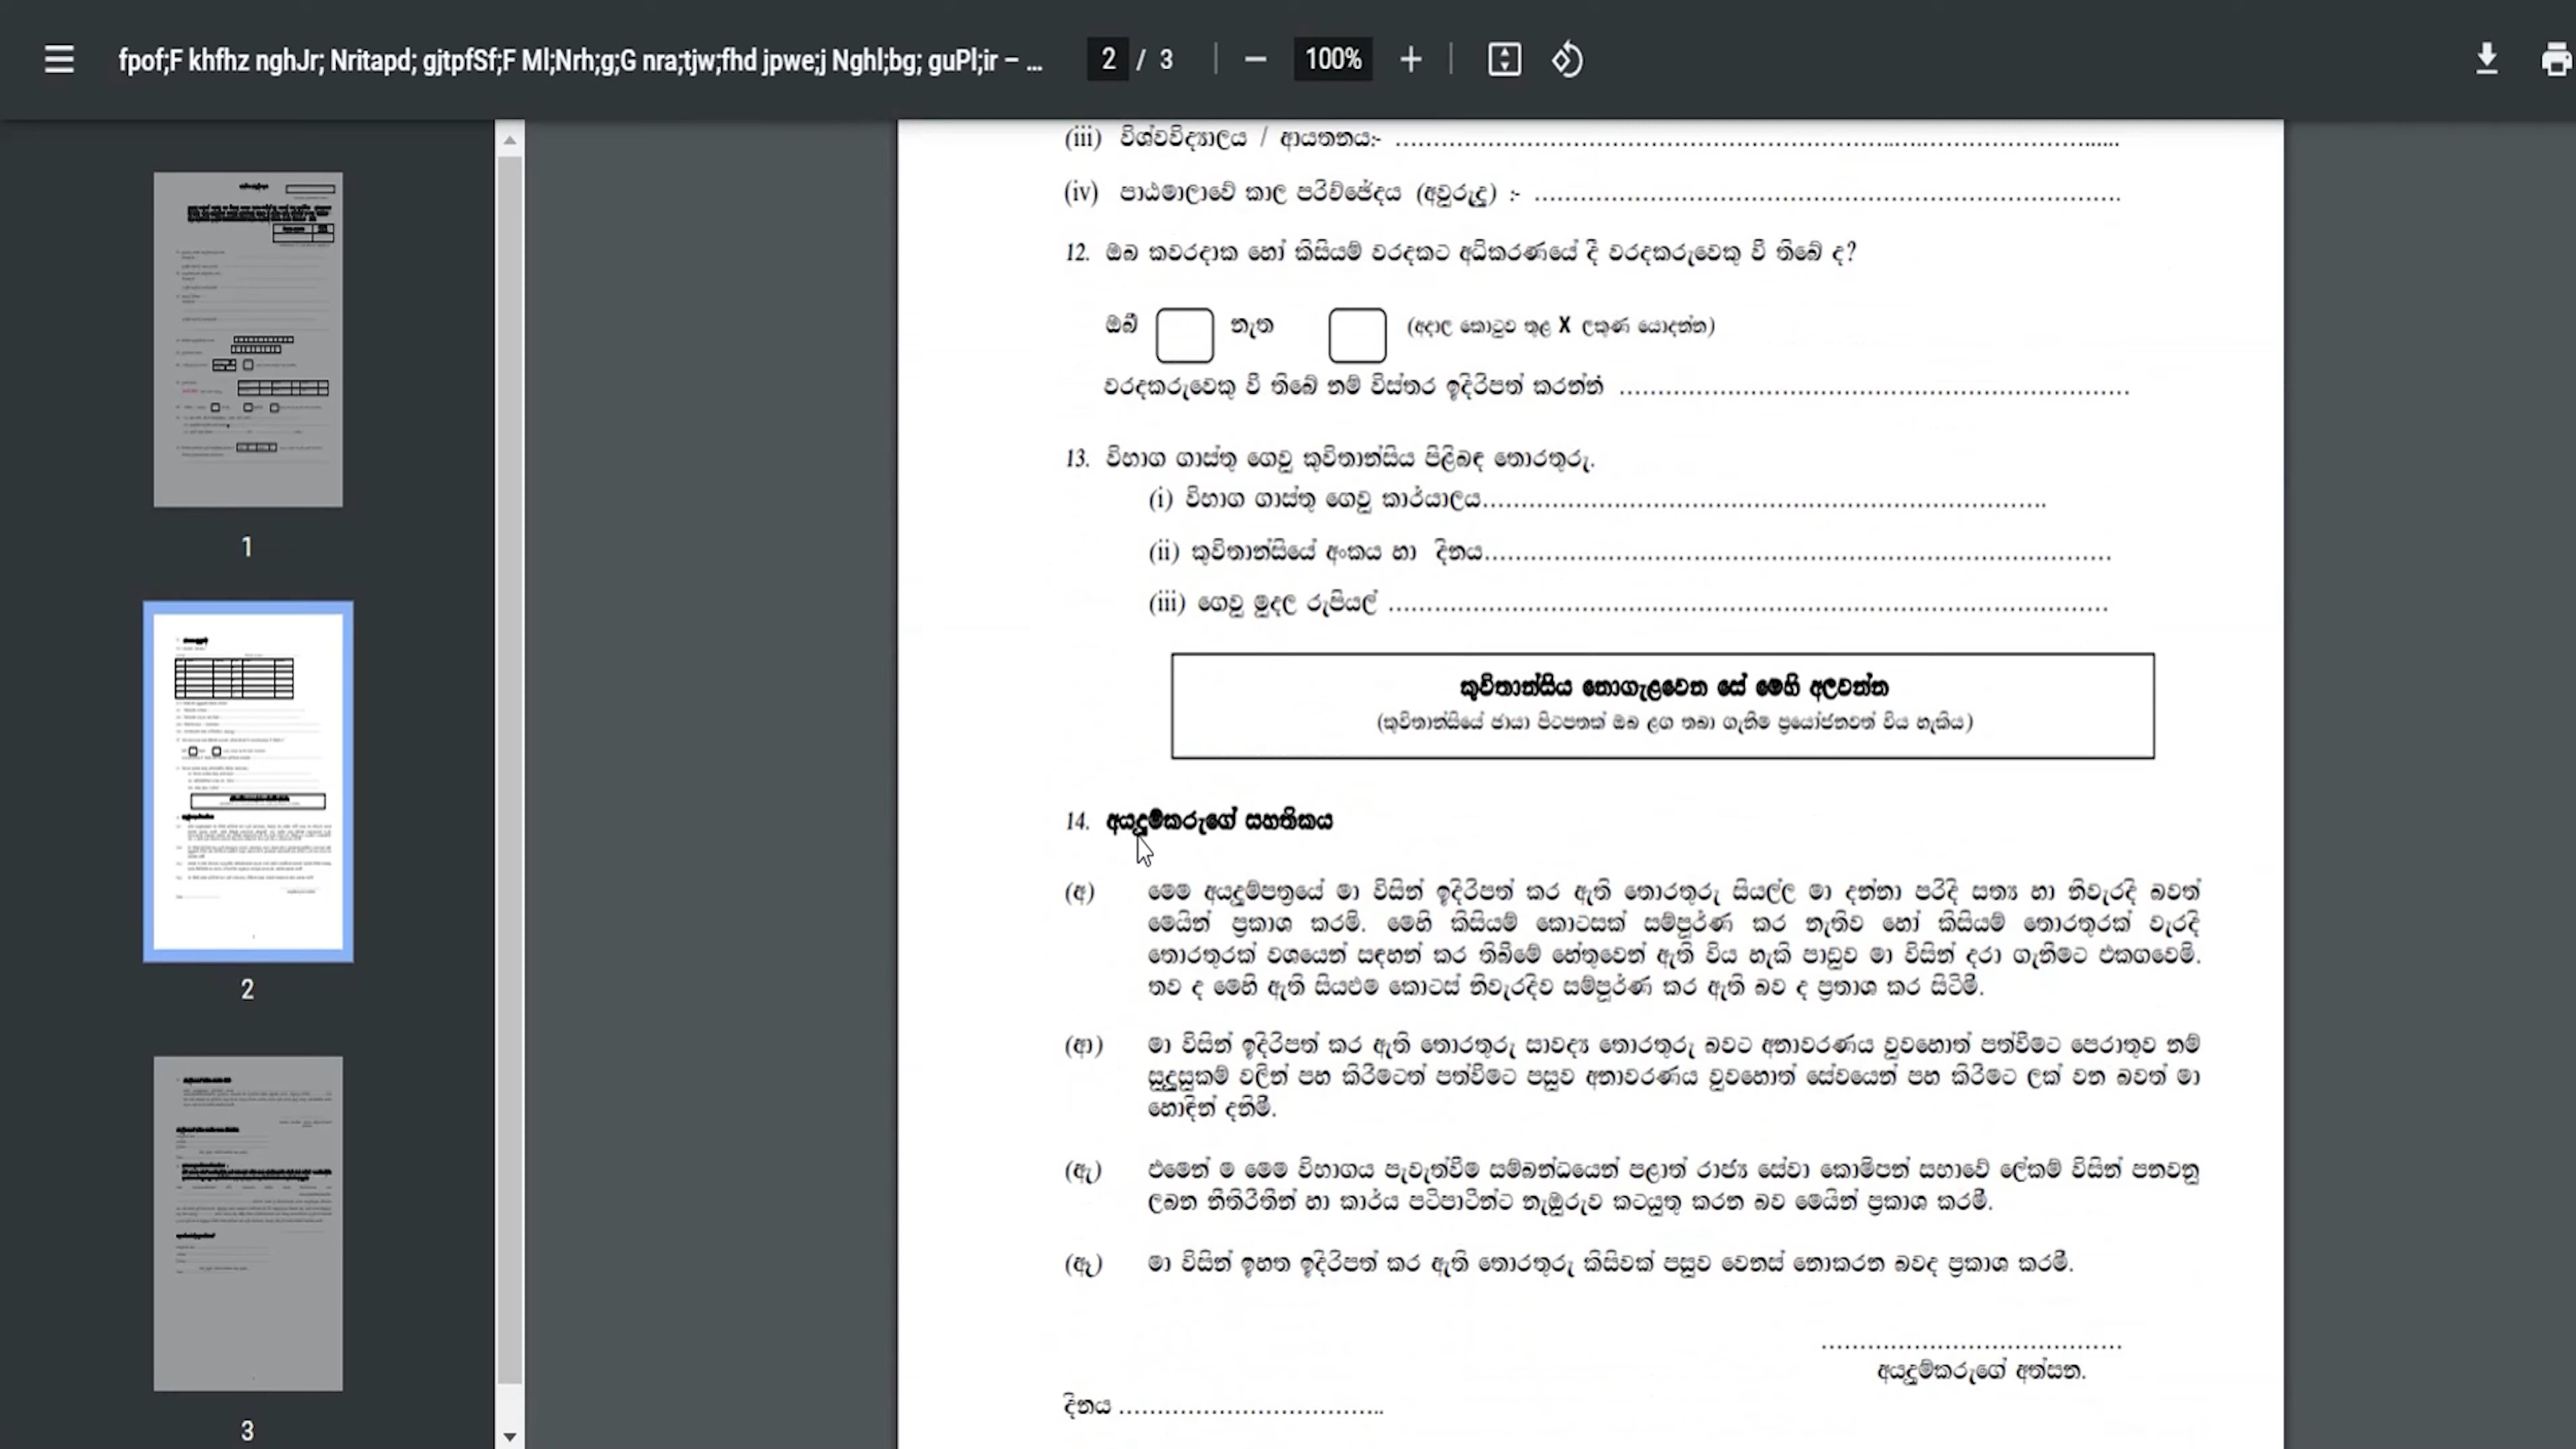 fpof;F khfhz nghJr; Nritapd; gjtpfSf;F Ml;Nrh;g;G nra;tjw;fhd jpwe;j Nghl;bg; guPl;ir – ...
2 / 3
100%
(iii) විශ්වවිද්‍යාලය / ආයතනය:- ........................................................................................
(iv) පාඨමාලාවේ කාල පරිච්ඡේදය (අවුරුදු) :- ........................................................................
12. ඔබ කවරදාක හෝ කිසියම් වරදකට අධිකරණයේ දී වරදකරුවෙකු වී තිබේ ද?
ඔබ් නැත (අදාල කොටුව තුළ X ලකුණ යොදන්න)
වරදකරුවෙකු වී තිබේ නම් විස්තර ඉදිරිපත් කරන්න් ..............................................................
13. විභාග ගාස්තු ගෙවු කුවිතාන්සිය පිළිබඳ තොරතුරු.
(i) විභාග ගාස්තු ගෙවු කාර්යාලය....................................................................
(ii) කුවිතාන්සියේ අංකය හා දිනය...........................................................................
(iii) ගෙවු මුදල රුපියල් ......................................................................................
කුවිතාන්සිය නොගැළවෙන සේ මෙහි අලවන්න
(කුවිතාන්සියේ ඡායා පිටපතක් ඔබ ළග තබා ගැනීම ප්‍රයෝජනවත් විය හැකිය)
14. අයදුම්කරුගේ සහතිකය
(අ) මෙම අයදුම්පත්‍රයේ මා විසින් ඉදිරිපත් කර ඇති තොරතුරු සියල්ල මා දන්නා පරිදි සත්‍ය හා නිවැරදි බවත්
මෙයින් ප්‍රකාශ කරමි. මෙහි කිසියම් කොටසක් සම්පූර්ණ කර නැතිව හෝ කිසියම් තොරතුරක් වැරදි
තොරතුරක් වශයෙන් සඳහන් කර තිබීමේ හේතුවෙන් ඇති විය හැකි පාඩුව මා විසින් දරා ගැනීමට එකගවෙමි.
තව ද මෙහි ඇති සියළුම කොටස් නිවැරදිව සම්පූර්ණ කර ඇති බව ද ප්‍රතාශ කර සිටිමී.
(ආ) මා විසින් ඉදිරිපත් කර ඇති තොරතුරු සාවද්‍ය තොරතුරු බවට අනාවරණය වුවහොත් පත්වීමට පෙරාතුව නම්
සුදුසුකම් වලින් පහ කිරීමටත් පත්වීමට පසුව අනාවරණය වුවහොත් සේවයෙන් පහ කිරීමට ලක් වන බවත් මා
හොඳින් දනිමී.
(ඇ) එමෙන් ම මෙම විභාගය පැවැත්වීම සම්බන්ධයෙන් පළාත් රාජ්‍ය සේවා කොමිෂන් සභාවේ ලේකම් විසින් පනවනු
ලබන නීතිරීතීන් හා කාර්ය පටිපාටින්ට නැඹුරුව කටයුතු කරන බව මෙයින් ප්‍රකාශ කරමී.
(ඈ) මා විසින් ඉහත ඉදිරිපත් කර ඇති තොරතුරු කිසිවක් පසුව වෙනස් නොකරන බවද ප්‍රකාශ කරමී.
.......................................
අයදුම්කරුගේ අත්සන.
දිනය ...................................
1
2
3